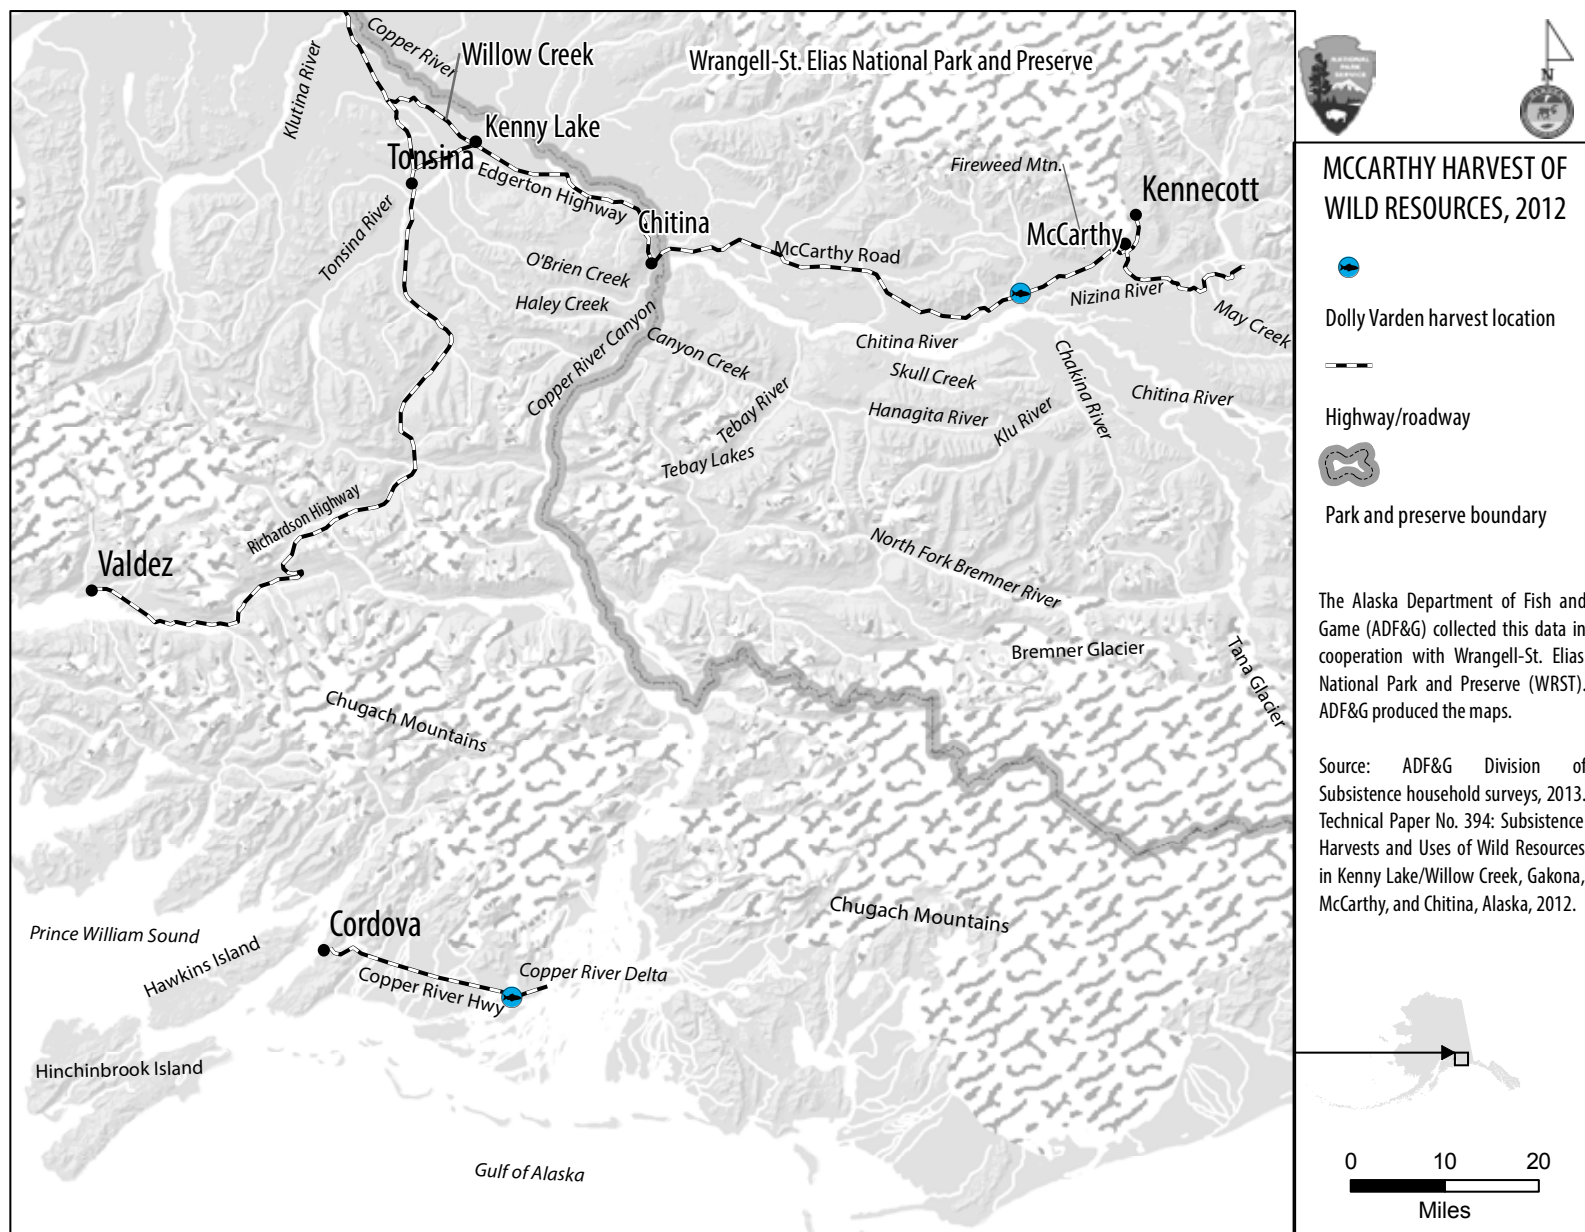 Copper River
Willow Creek
Wrangell-St. Elias National Park and Preserve
Klutina River
Kenny Lake
Tonsina
Edgerton Highway
Fireweed Mtn.
Kennecott
Tonsina River
Chitina
McCarthy
McCarthy Road
O'Brien Creek
Haley Creek
Nizina River
May Creek
Copper River Canyon
Canyon Creek
Chitina River
Skull Creek
Chakina River
Chitina River
Tebay River
Hanagita River
Klu River
Tebay Lakes
Richardson Highway
Valdez
North Fork Bremner River
Bremner Glacier
Tana Glacier
Chugach Mountains
Chugach Mountains
Cordova
Prince William Sound
Hawkins Island
Copper River Delta
Copper River Hwy
Hinchinbrook Island
Gulf of Alaska
NATIONAL
PARK
SERVICE
N
MCCARTHY HARVEST OF
WILD RESOURCES, 2012
Dolly Varden harvest location
Highway/roadway
Park and preserve boundary
The Alaska Department of Fish and
Game (ADF&G) collected this data in
cooperation with Wrangell-St. Elias
National Park and Preserve (WRST).
ADF&G produced the maps.
Source: ADF&G Division of
Subsistence household surveys, 2013.
Technical Paper No. 394: Subsistence
Harvests and Uses of Wild Resources
in Kenny Lake/Willow Creek, Gakona,
McCarthy, and Chitina, Alaska, 2012.
0 10 20
Miles